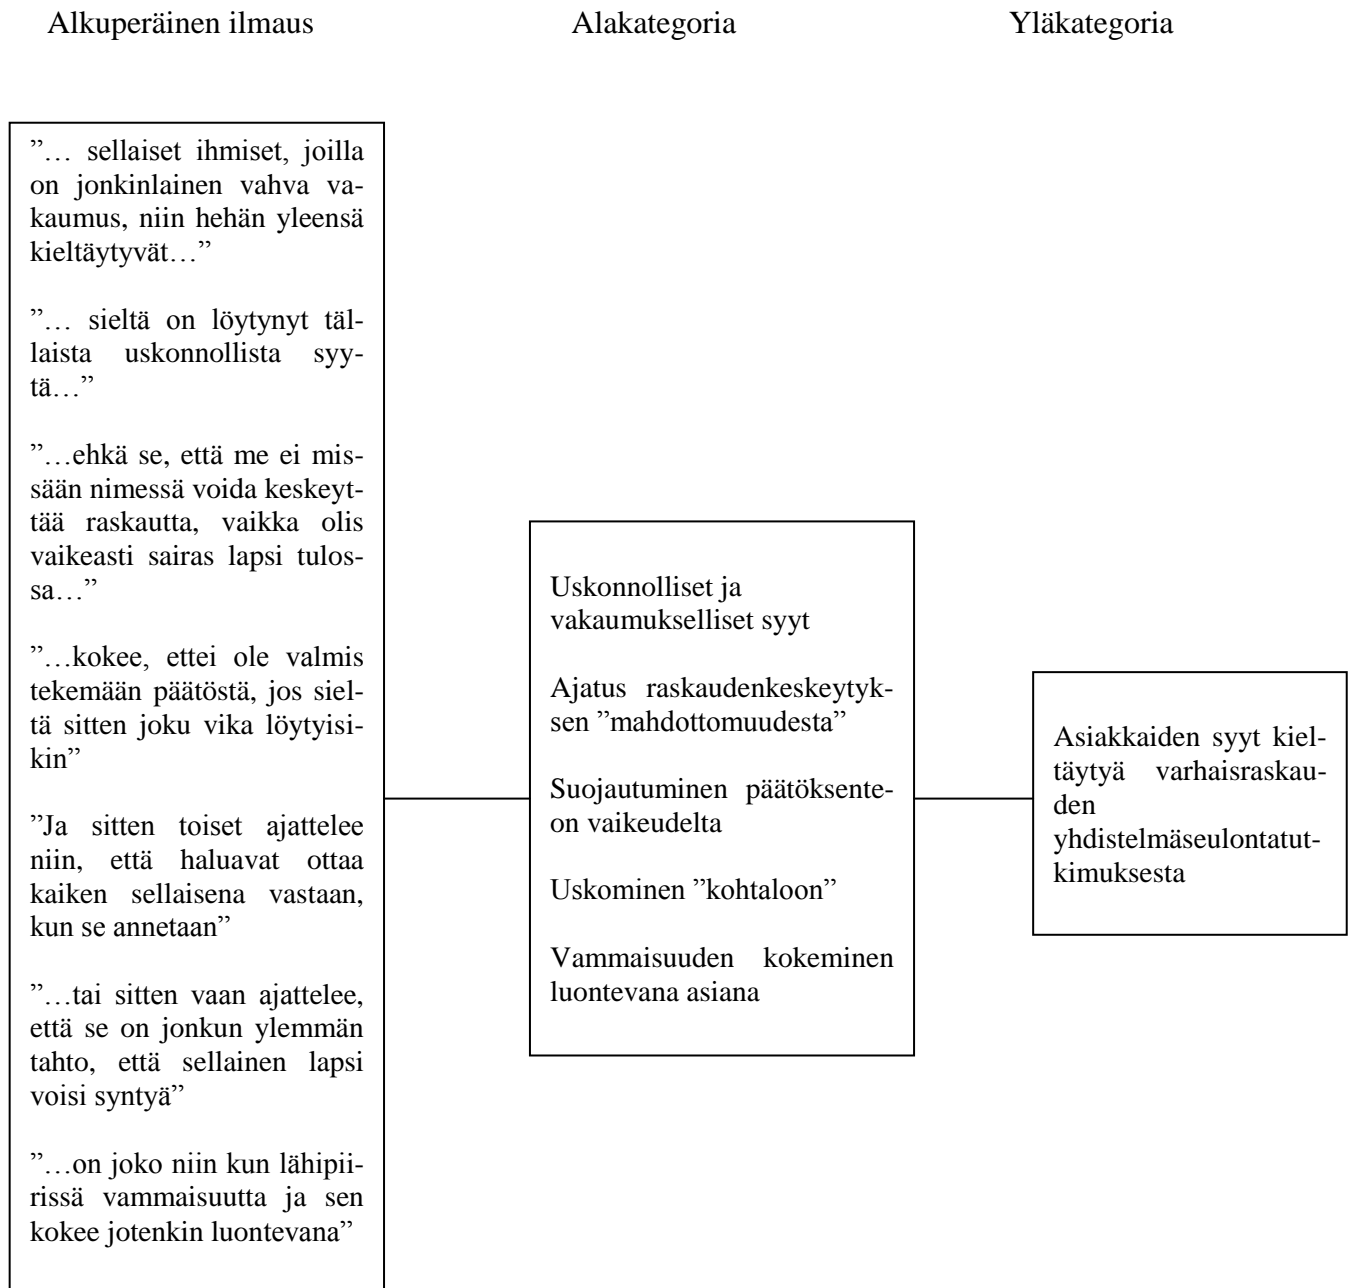 Alkuperäinen ilmaus
Alakategoria
Yläkategoria
”… sellaiset ihmiset, joilla
on jonkinlainen vahva va-
kaumus, niin hehän yleensä
kieltäytyvät…”
”… sieltä on löytynyt täl-
laista uskonnollista syy-
tä…”
”…ehkä se, että me ei mis-
sään nimessä voida keskeyt-
tää raskautta, vaikka olis
vaikeasti sairas lapsi tulos-
sa…”
”…kokee, ettei ole valmis
tekemään päätöstä, jos siel-
tä sitten joku vika löytyisi-
kin”
”Ja sitten toiset ajattelee
niin, että haluavat ottaa
kaiken sellaisena vastaan,
kun se annetaan”
”…tai sitten vaan ajattelee,
että se on jonkun ylemmän
tahto, että sellainen lapsi
voisi syntyä”
”…on joko niin kun lähipii-
rissä vammaisuutta ja sen
kokee jotenkin luontevana”
Uskonnolliset ja
vakaumukselliset syyt
Ajatus raskaudenkeskeytyk-
sen ”mahdottomuudesta”
Suojautuminen päätöksente-
on vaikeudelta
Uskominen ”kohtaloon”
Vammaisuuden kokeminen
luontevana asiana
Asiakkaiden syyt kiel-
täytyä varhaisraskau-
den
yhdistelmäseulontatut-
kimuksesta